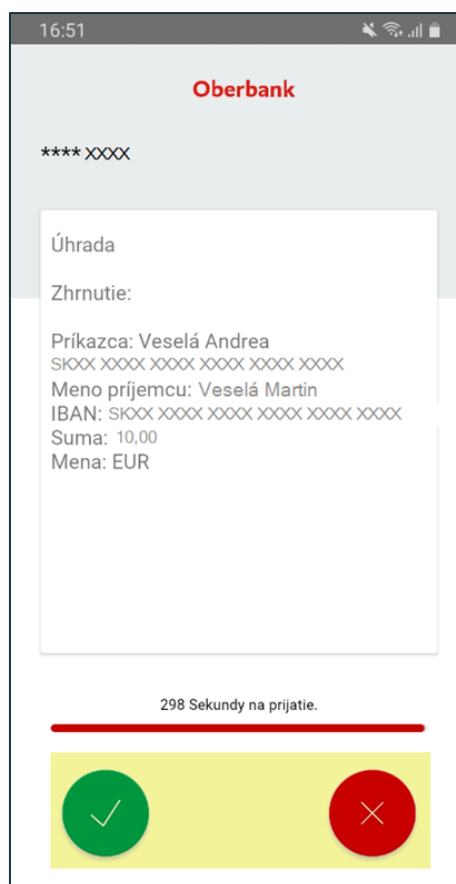 16:51
Oberbank
**** XXXX
Úhrada
Zhrnutie:
Príkazca: Veselá Andrea
SKXX XXXX XXXX XXXX XXXX XXXX
Meno príjemcu: Veselá Martin
IBAN: SKXX XXXX XXXX XXXX XXXX XXXX
Suma: 10,00
Mena: EUR
298 Sekundy na prijatie.